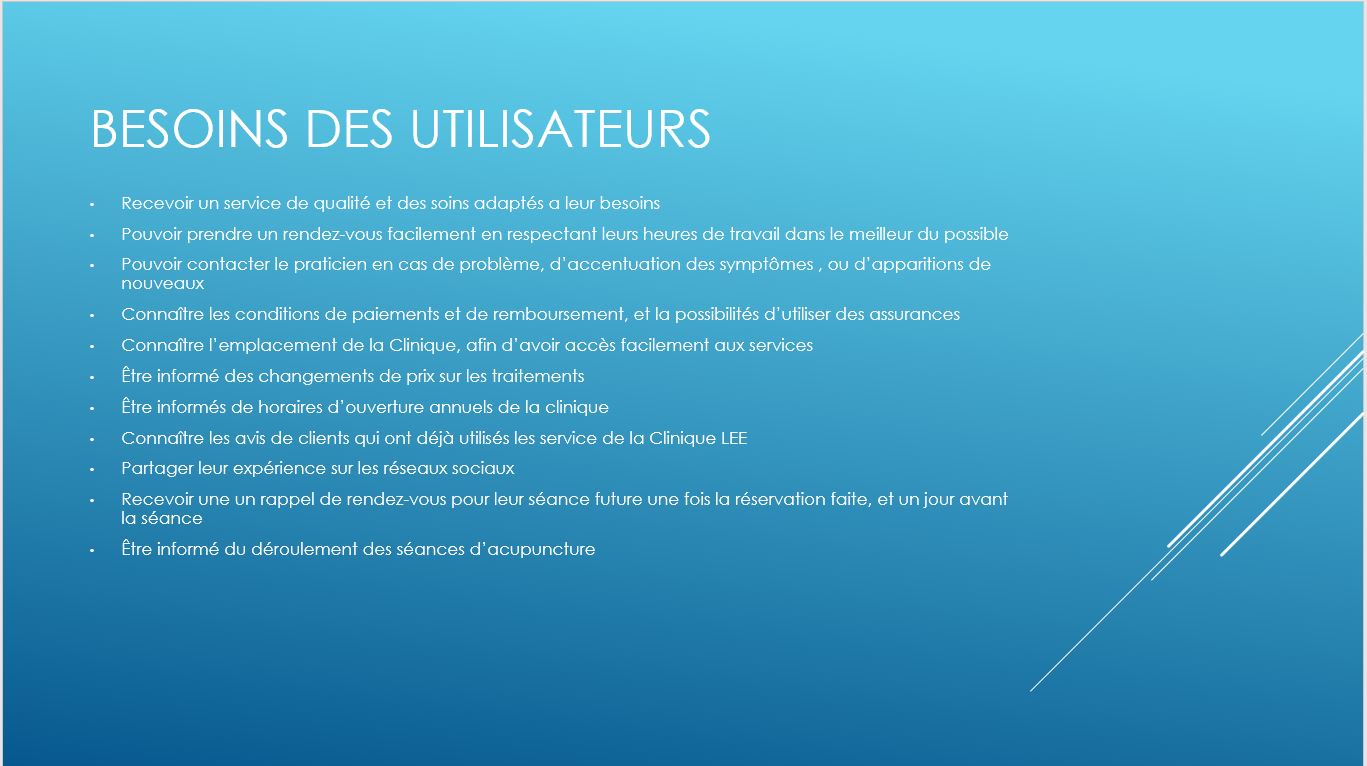 BESOINS DES UTILISATEURS
• Recevoir un service de qualité et des soins adaptés a leur besoins
• Pouvoir prendre un rendez-vous facilement en respectant leurs heures de travail dans le meilleur du possible
• Pouvoir contacter le praticien en cas de problème, d’accentuation des symptômes , ou d’apparitions de
nouveaux
• Connaître les conditions de paiements et de remboursement, et la possibilités d’utiliser des assurances
• Connaître l’emplacement de la Clinique, afin d’avoir accès facilement aux services
• Être informé des changements de prix sur les traitements
• Être informés de horaires d’ouverture annuels de la clinique
• Connaître les avis de clients qui ont déjà utilisés les service de la Clinique LEE
• Partager leur expérience sur les réseaux sociaux
• Recevoir une un rappel de rendez-vous pour leur séance future une fois la réservation faite, et un jour avant
la séance
• Être informé du déroulement des séances d’acupuncture